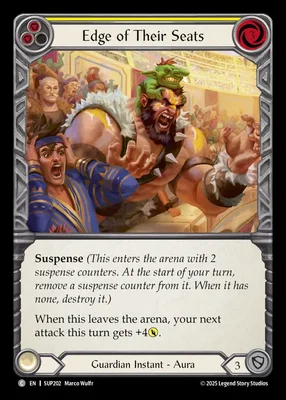 Edge of Their Seats
Suspense (This enters the arena with 2
suspense counters. At the start of your turn,
remove a suspense counter from it. When it has
none, destroy it.)
When this leaves the arena, your next
attack this turn gets +4
Guardian Instant - Aura
3
C EN SUP202 Marco Wulfr
© 2025 Legend Story Studios